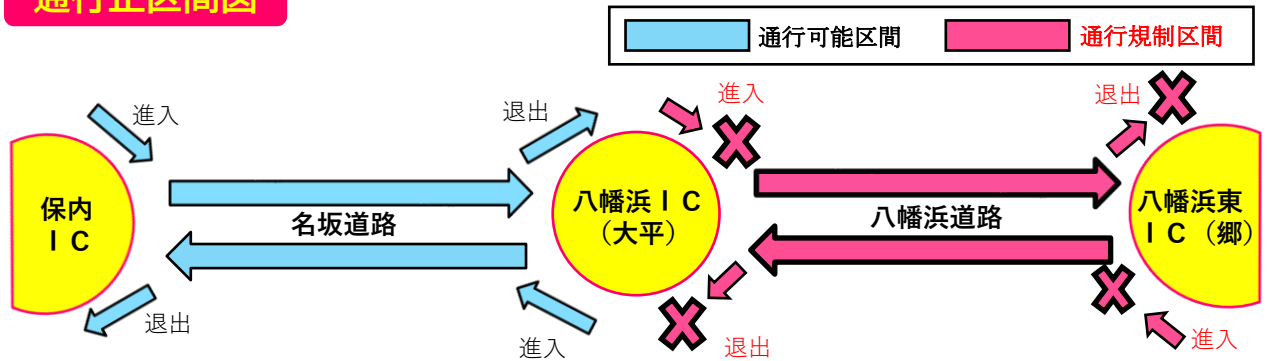 通行止区間図
通行可能区間
通行規制区間
進入
退出
進入
退出
保内
ＩＣ
名坂道路
八幡浜ＩＣ
（大平）
八幡浜道路
八幡浜東
ＩＣ（郷）
退出
進入
退出
進入